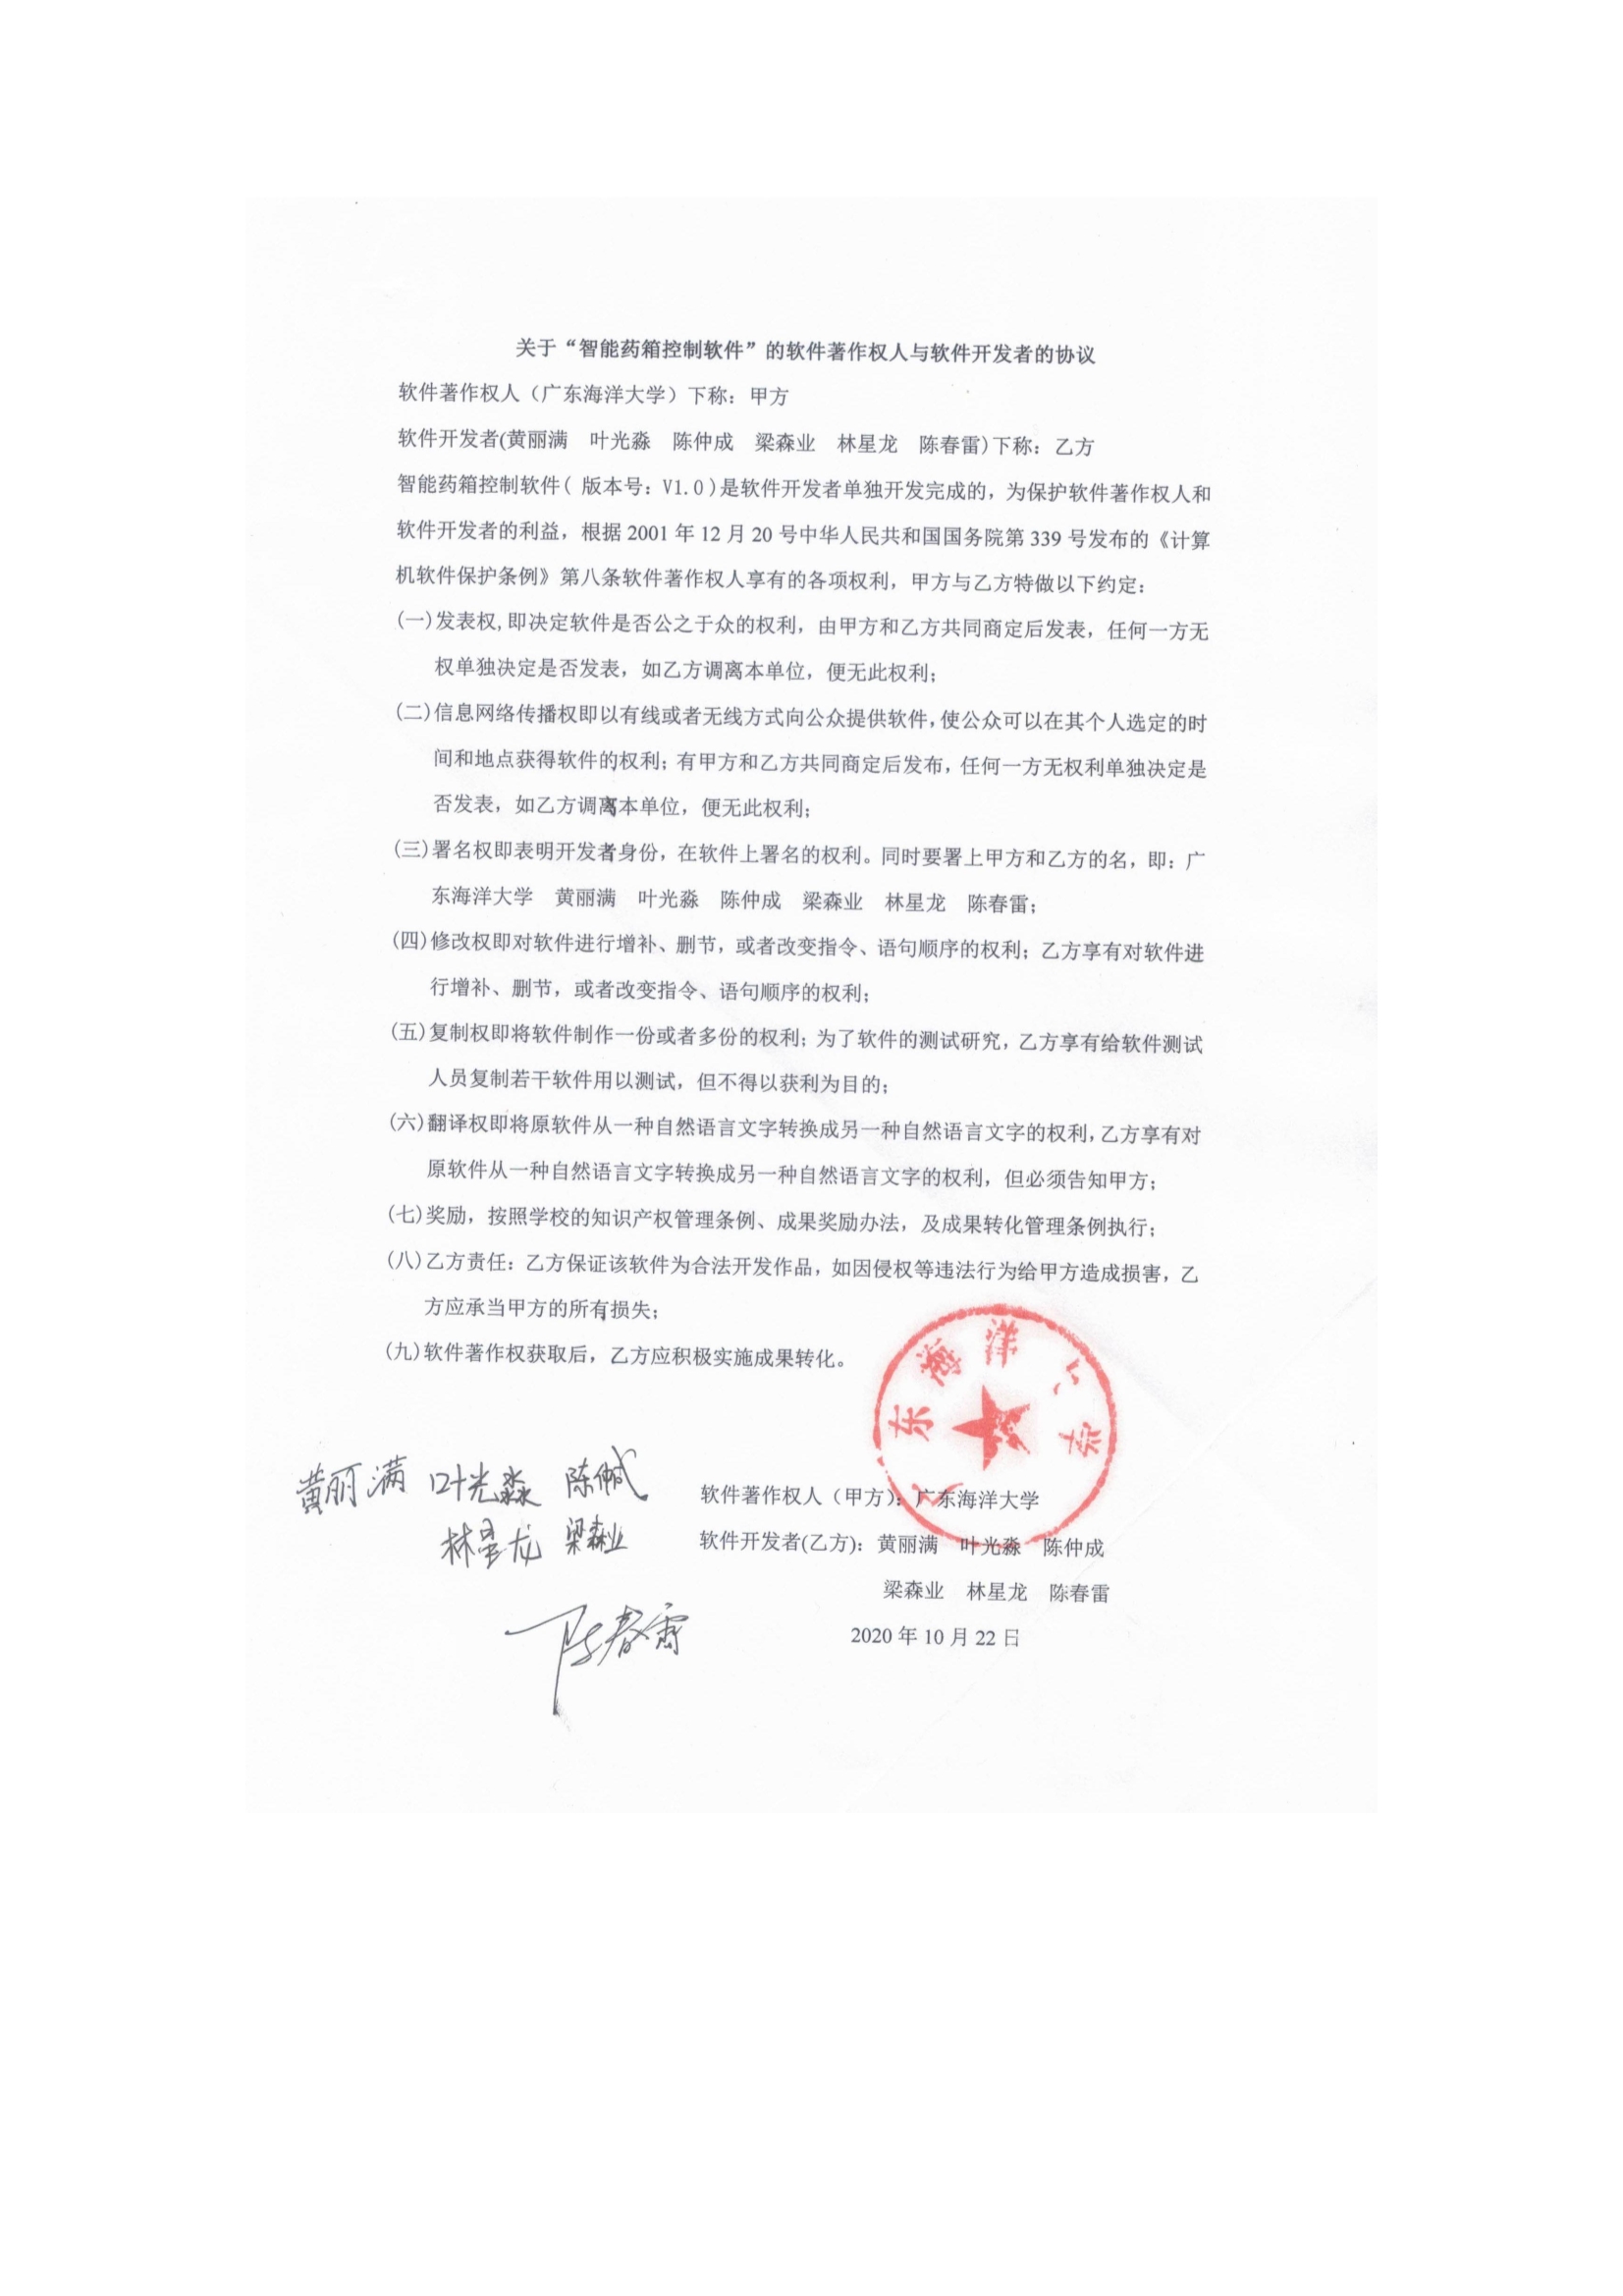 关于“智能药箱控制软件”的软件著作权人与软件开发者的协议
软件著作权人（广东海洋大学）下称：甲方
软件开发者(黄丽满 叶光淼 陈仲成 梁森业 林星龙 陈春雷)下称：乙方
智能药箱控制软件( 版本号：V1.0 )是软件开发者单独开发完成的，为保护软件著作权人和
软件开发者的利益，根据 2001 年 12 月 20 号中华人民共和国国务院第 339 号发布的《计算
机软件保护条例》第八条软件著作权人享有的各项权利，甲方与乙方特做以下约定：
(一)发表权,即决定软件是否公之于众的权利，由甲方和乙方共同商定后发表，任何一方无
权单独决定是否发表，如乙方调离本单位，便无此权利；
(二)信息网络传播权即以有线或者无线方式向公众提供软件，使公众可以在其个人选定的时
间和地点获得软件的权利；有甲方和乙方共同商定后发布，任何一方无权利单独决定是
否发表，如乙方调离本单位，便无此权利；
(三)署名权即表明开发者身份，在软件上署名的权利。同时要署上甲方和乙方的名，即：广
东海洋大学 黄丽满 叶光淼 陈仲成 梁森业 林星龙 陈春雷；
(四)修改权即对软件进行增补、删节，或者改变指令、语句顺序的权利；乙方享有对软件进
行增补、删节，或者改变指令、语句顺序的权利；
(五)复制权即将软件制作一份或者多份的权利；为了软件的测试研究，乙方享有给软件测试
人员复制若干软件用以测试，但不得以获利为目的；
(六)翻译权即将原软件从一种自然语言文字转换成另一种自然语言文字的权利，乙方享有对
原软件从一种自然语言文字转换成另一种自然语言文字的权利，但必须告知甲方；
(七)奖励，按照学校的知识产权管理条例、成果奖励办法，及成果转化管理条例执行；
(八)乙方责任：乙方保证该软件为合法开发作品，如因侵权等违法行为给甲方造成损害，乙
方应承当甲方的所有损失；
(九)软件著作权获取后，乙方应积极实施成果转化。
广东海洋大学
黄丽满 叶光淼 陈仲成
林星龙 梁森业
陈春雷
软件著作权人（甲方）：广东海洋大学
软件开发者(乙方)：黄丽满 叶光淼 陈仲成
梁森业 林星龙 陈春雷
2020 年 10 月 22 日